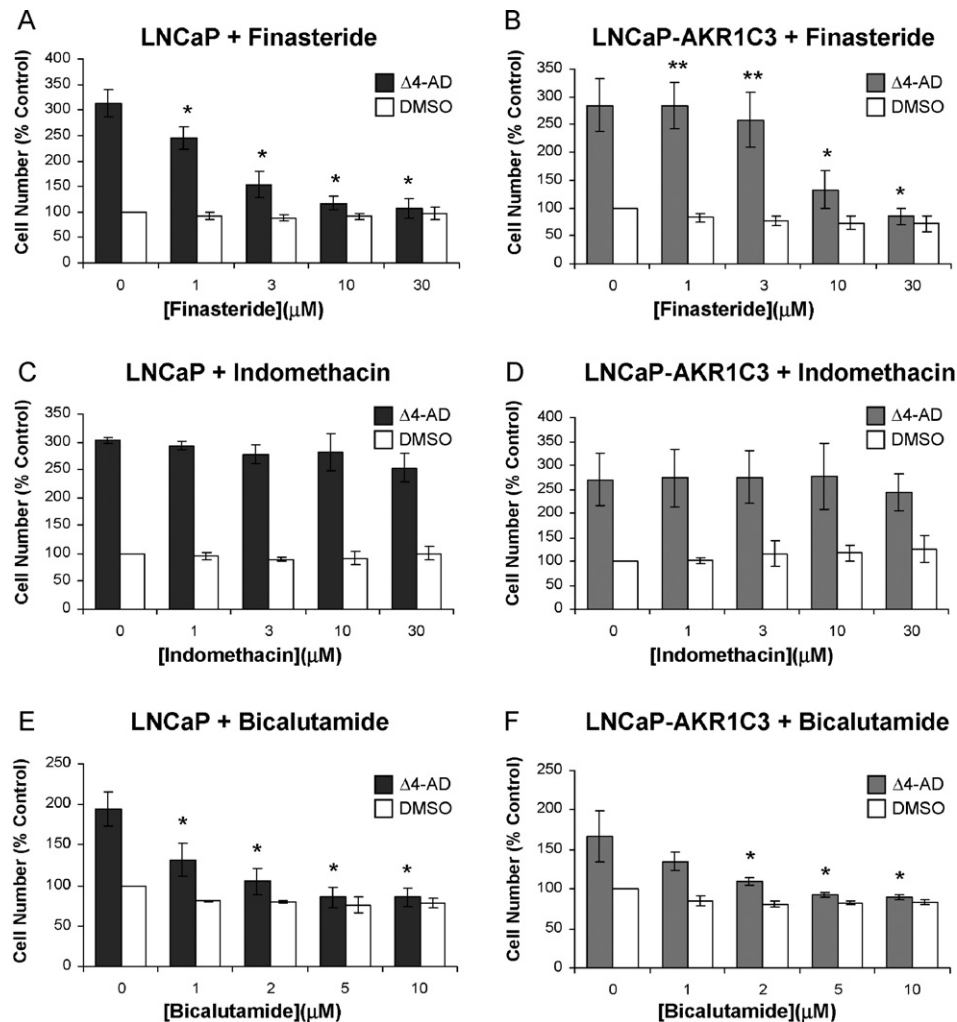 A
LNCaP + Finasteride
Cell Number (% Control)
400
350
300
250
200
150
100
50
0
*
*
*
*
Δ4-AD
DMSO
0 1 3 10 30
[Finasteride](μM)
B
LNCaP-AKR1C3 + Finasteride
Cell Number (% Control)
350
300
250
200
150
100
50
0
**
**
*
*
Δ4-AD
DMSO
0 1 3 10 30
[Finasteride](μM)
C
LNCaP + Indomethacin
Cell Number (% Control)
350
300
250
200
150
100
50
0
Δ4-AD
DMSO
0 1 3 10 30
[Indomethacin](μM)
D
LNCaP-AKR1C3 + Indomethacin
Cell Number (% Control)
400
350
300
250
200
150
100
50
0
Δ4-AD
DMSO
0 1 3 10 30
[Indomethacin](μM)
E
LNCaP + Bicalutamide
Cell Number (% Control)
250
200
150
100
50
0
*
*
*
*
Δ4-AD
DMSO
0 1 2 5 10
[Bicalutamide](μM)
F
LNCaP-AKR1C3 + Bicalutamide
Cell Number (% Control)
250
200
150
100
50
0
*
*
*
Δ4-AD
DMSO
0 1 2 5 10
[Bicalutamide](μM)